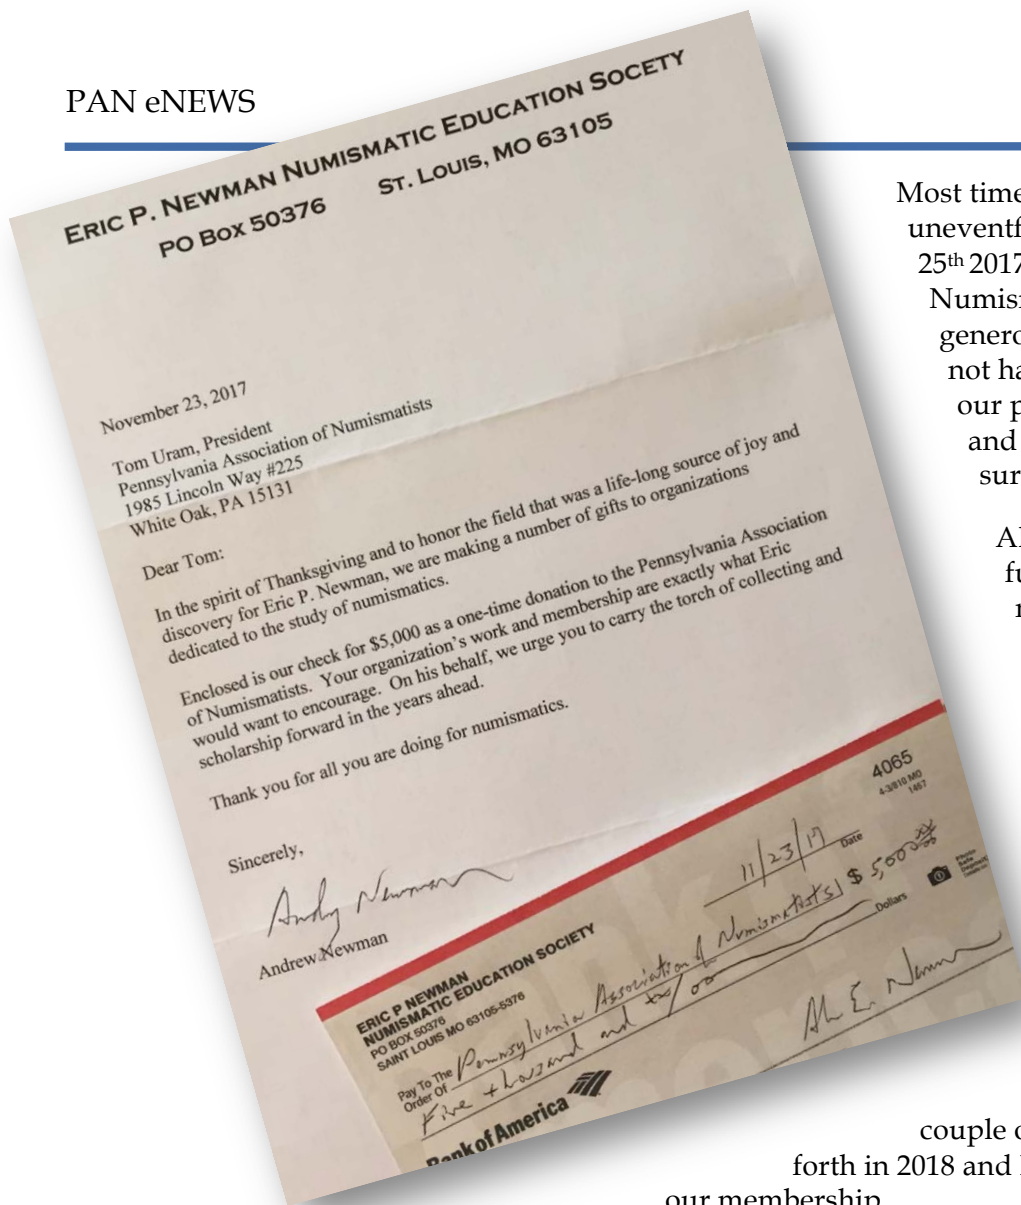 PAN eNEWS
ERIC P. NEWMAN NUMISMATIC EDUCATION SOCETY
PO BOX 50376 ST. LOUIS, MO 63105
November 23, 2017
Tom Uram, President
Pennsylvania Association of Numismatists
1985 Lincoln Way #225
White Oak, PA 15131
Dear Tom:
In the spirit of Thanksgiving and to honor the field that was a life-long source of joy and
discovery for Eric P. Newman, we are making a number of gifts to organizations
dedicated to the study of numismatics.
Enclosed is our check for $5,000 as a one-time donation to the Pennsylvania Association
of Numismatists. Your organization's work and membership are exactly what Eric
would want to encourage. On his behalf, we urge you to carry the torch of collecting and
scholarship forward in the years ahead.
Thank you for all you are doing for numismatics.
Sincerely,
Andy Newman
Andrew Newman
4065
4-3/810 MO
1467
11/23/17 Date
ERIC P NEWMAN
NUMISMATIC EDUCATION SOCIETY
PO BOX 50376
SAINT LOUIS MO 63105-5376
Pay To The
Order Of Pennsylvania Association of Numismatists $ 5,000 xx/00
Five thousand and xx/00 Dollars
Bank of America
Most time
uneventf
25th 2017
Numis
genero
not ha
our p
and
sur
Al
fu
couple o
forth in 2018 and
our membership